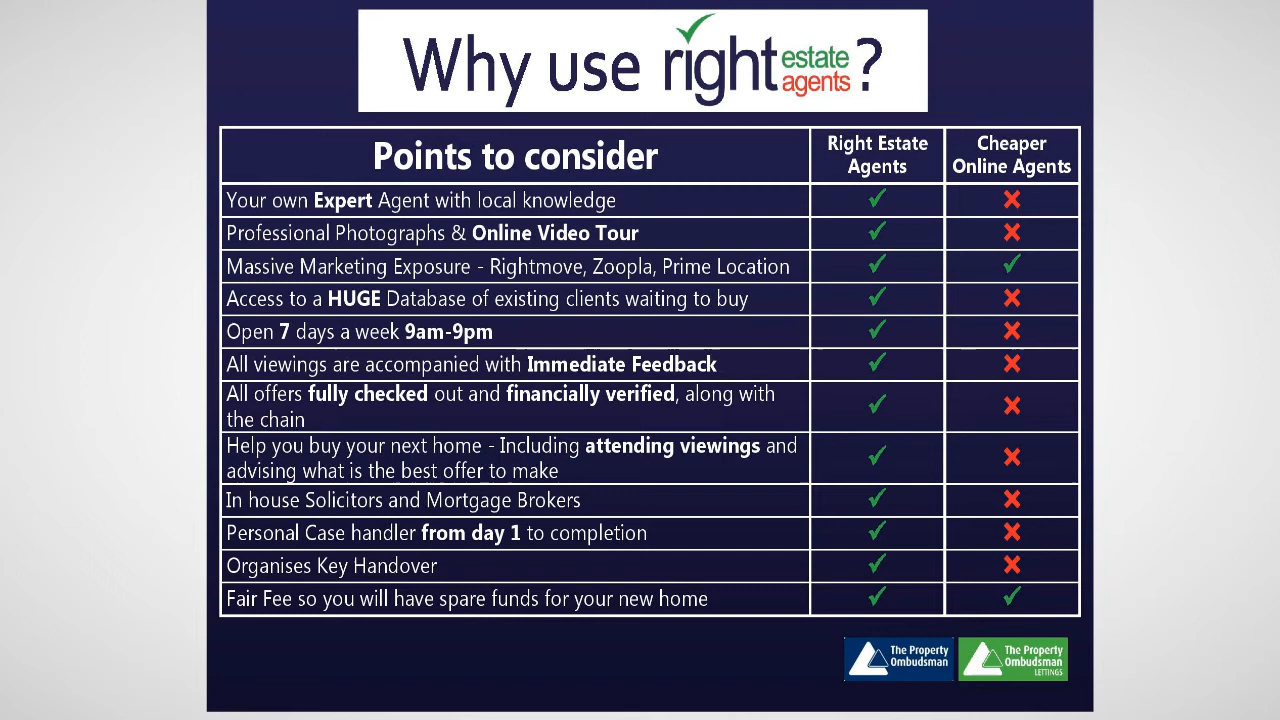 Why use right estate agents?
Points to consider
Right Estate Agents
Cheaper Online Agents
Your own Expert Agent with local knowledge
Professional Photographs & Online Video Tour
Massive Marketing Exposure - Rightmove, Zoopla, Prime Location
Access to a HUGE Database of existing clients waiting to buy
Open 7 days a week 9am-9pm
All viewings are accompanied with Immediate Feedback
All offers fully checked out and financially verified, along with
the chain
Help you buy your next home - Including attending viewings and
advising what is the best offer to make
In house Solicitors and Mortgage Brokers
Personal Case handler from day 1 to completion
Organises Key Handover
Fair Fee so you will have spare funds for your new home
The Property
Ombudsman
The Property
Ombudsman
LETTINGS